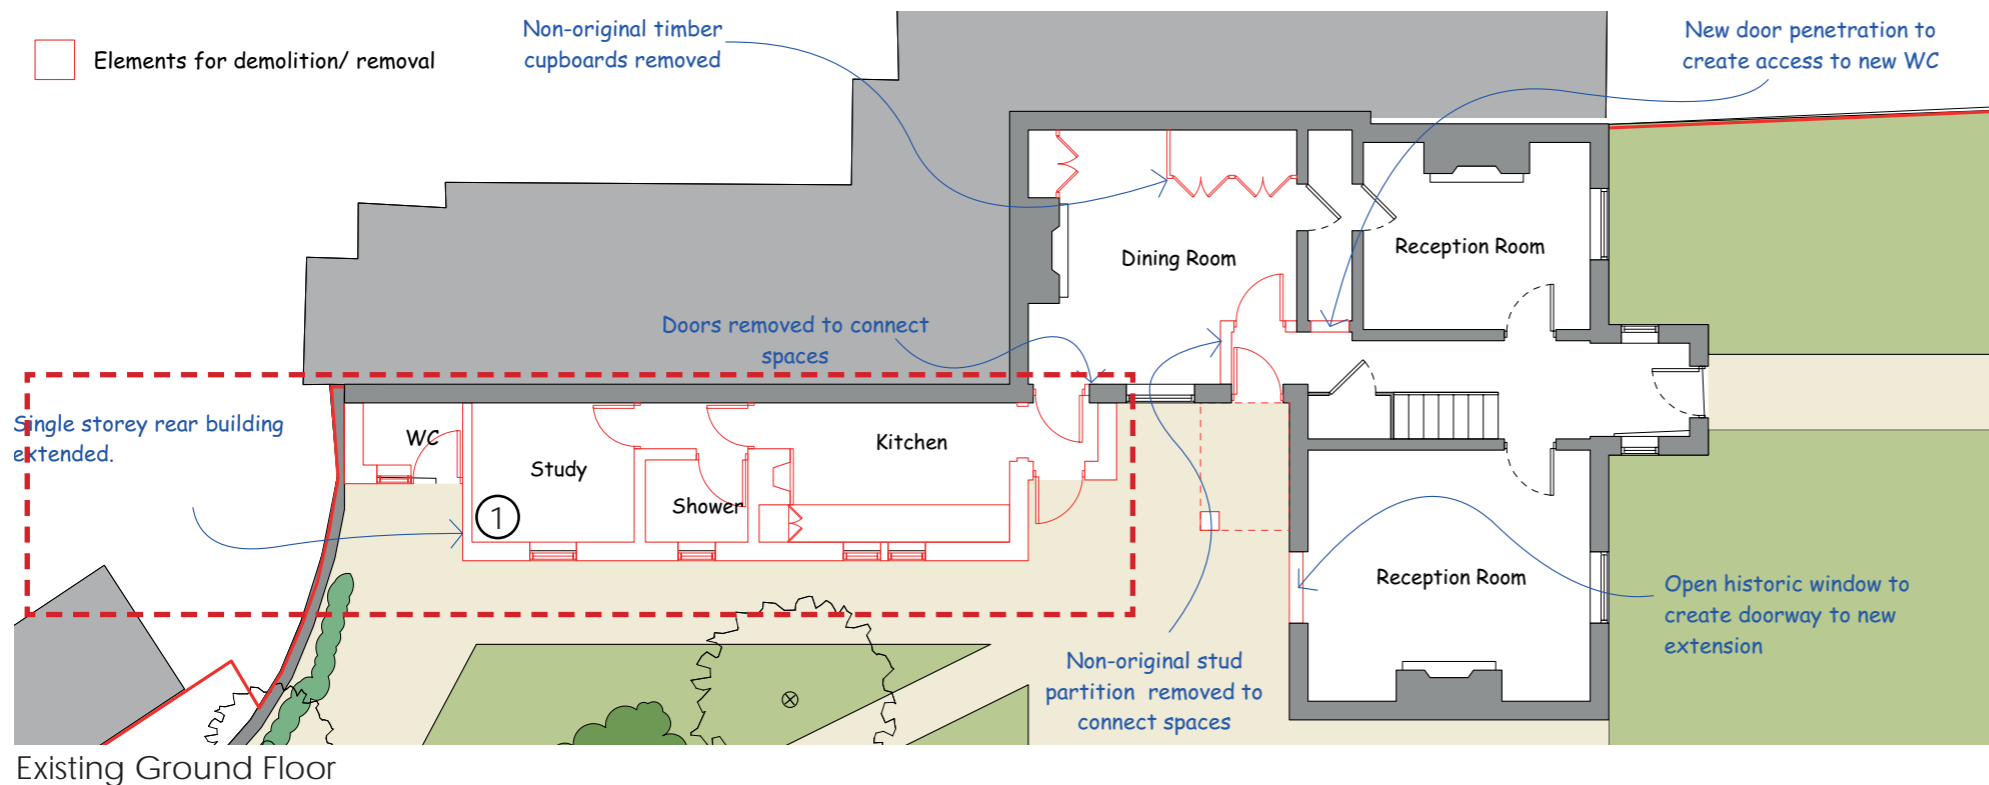 Elements for demolition/ removal
Non-original timber
cupboards removed
New door penetration to
create access to new WC
Dining Room
Reception Room
Doors removed to connect
spaces
Single storey rear building
extended.
WC
Study
Shower
Kitchen
1
Reception Room
Open historic window to
create doorway to new
extension
Non-original stud
partition removed to
connect spaces
Existing Ground Floor